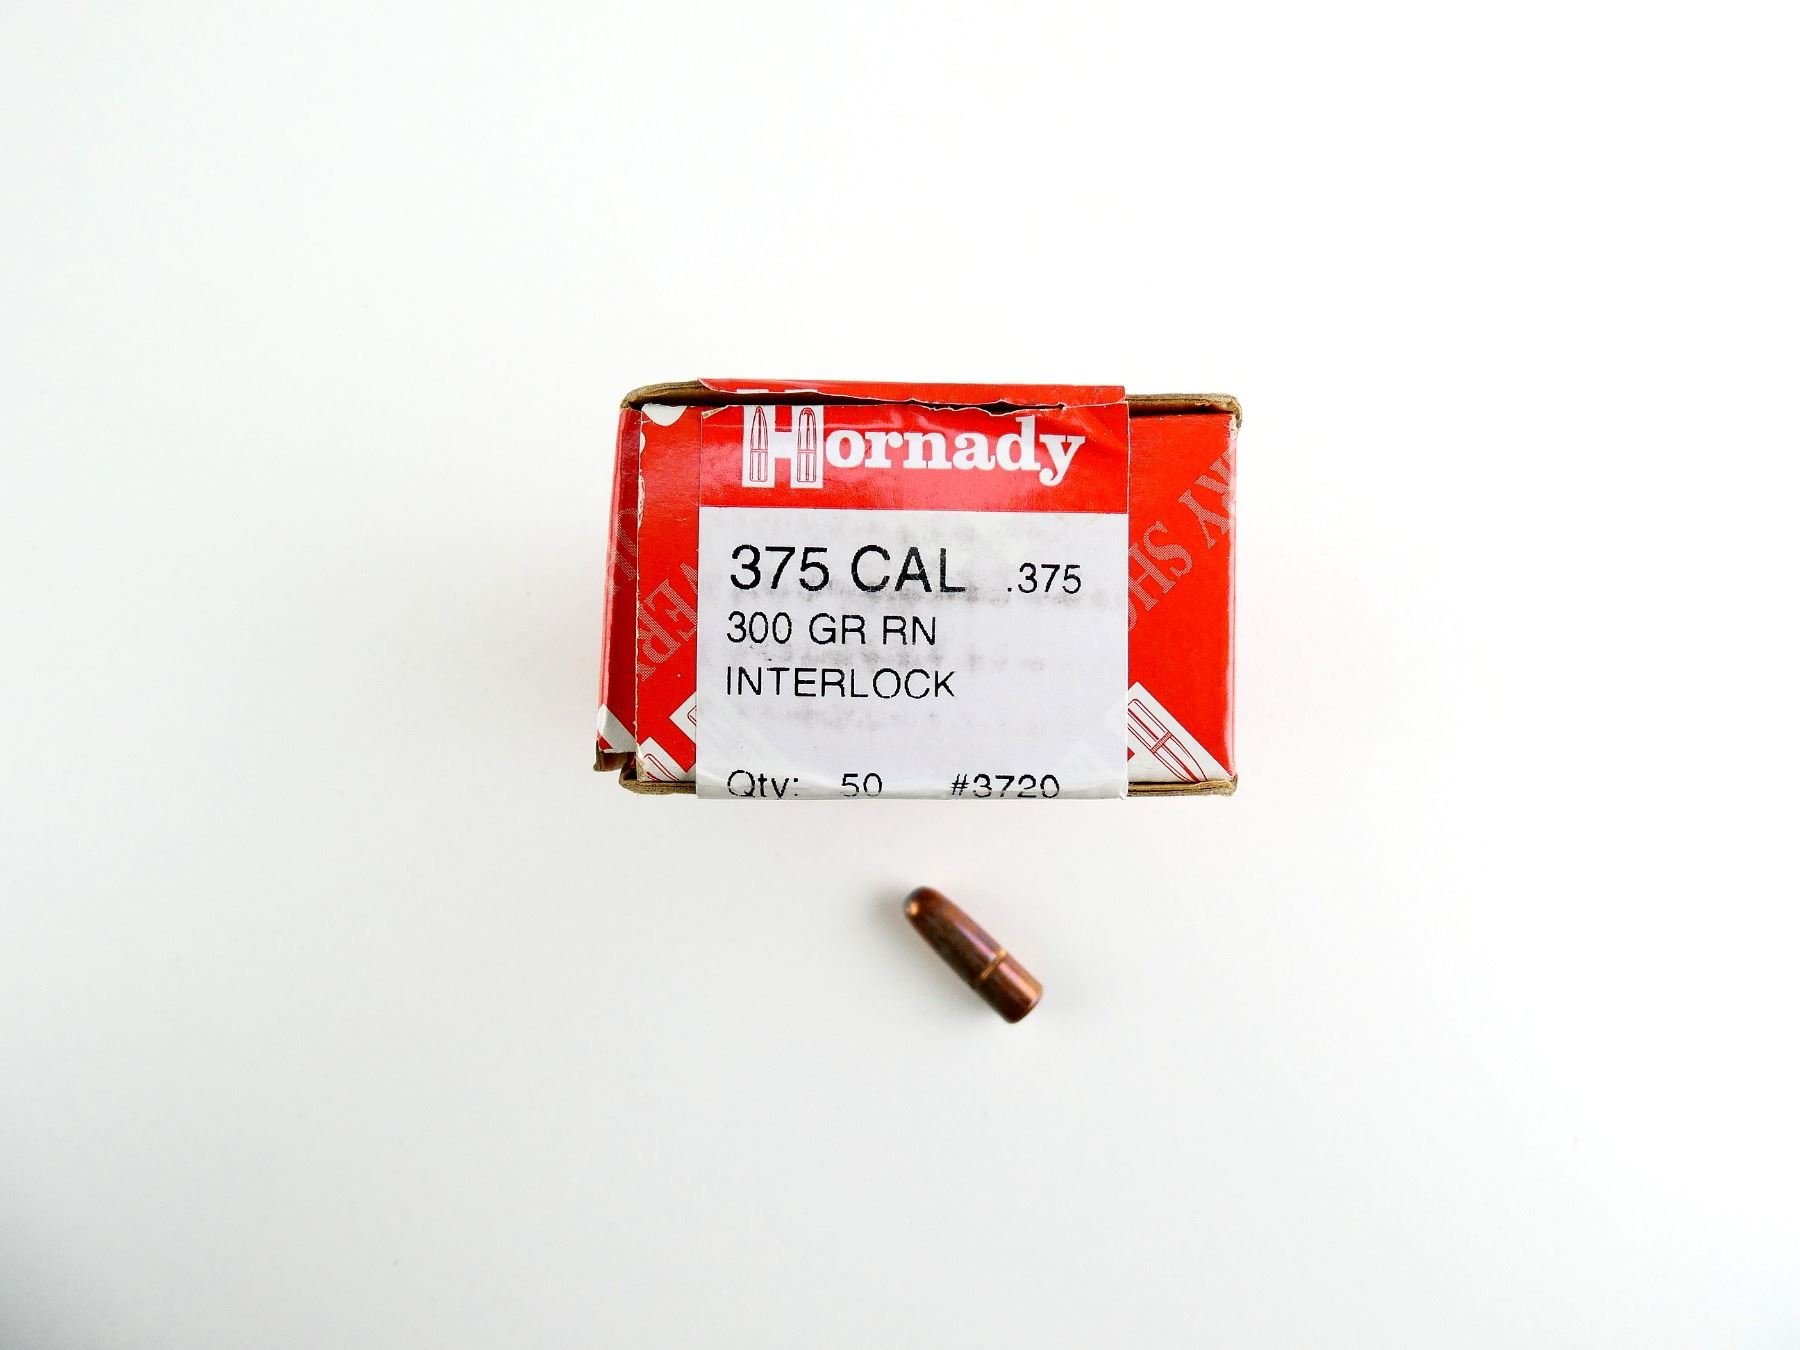 Hornady
375 CAL .375
300 GR RN
INTERLOCK
Qty: 50 #3720